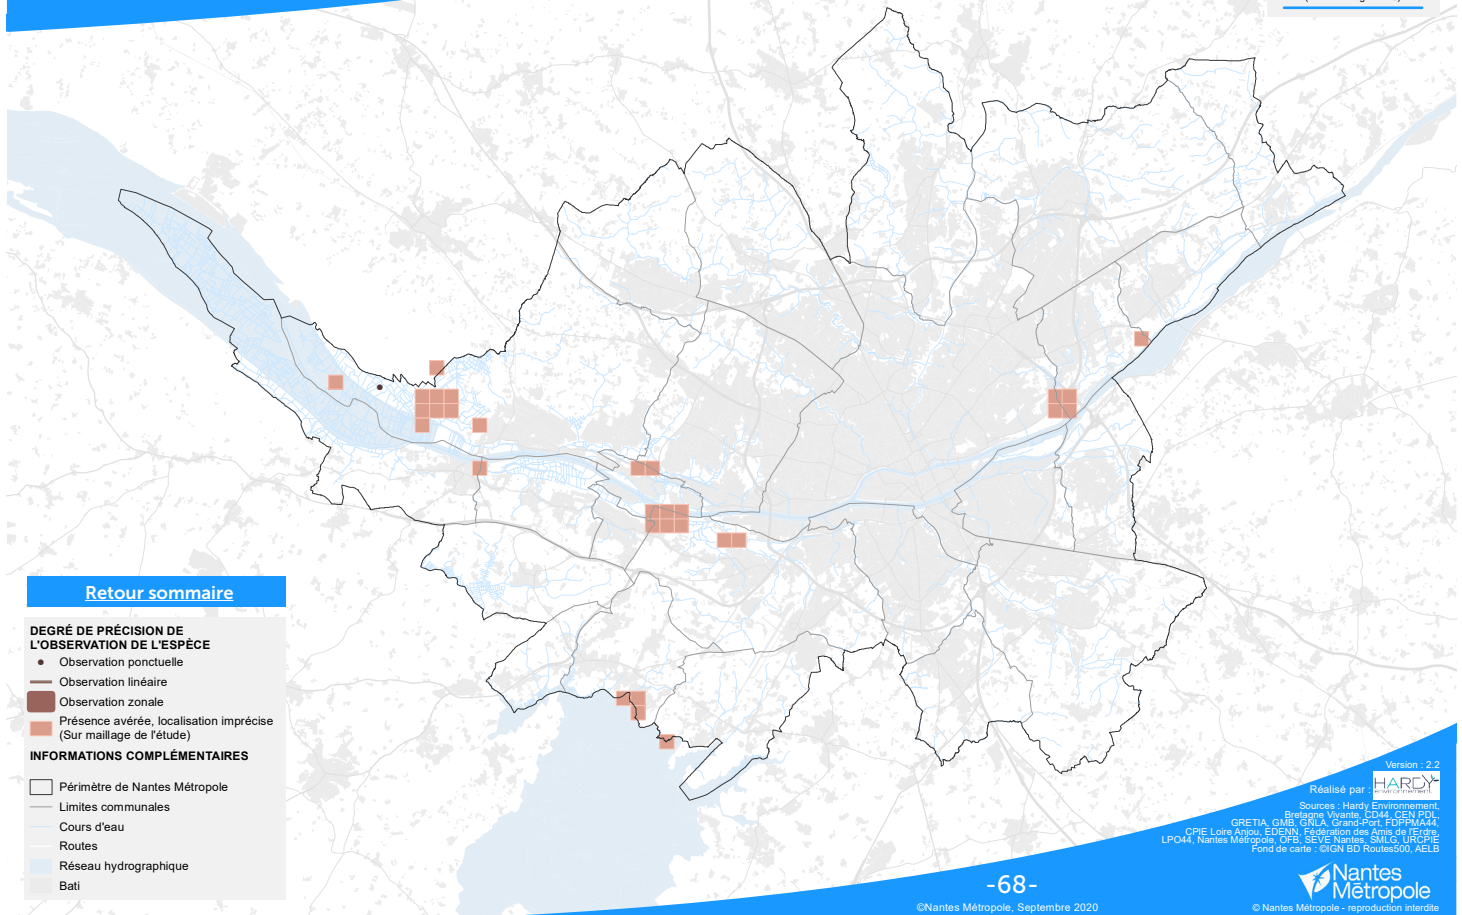 Retour sommaire
DEGRÉ DE PRÉCISION DE
L'OBSERVATION DE L'ESPÈCE
Observation ponctuelle
Observation linéaire
Observation zonale
Présence avérée, localisation imprécise
(Sur maillage de l'étude)
INFORMATIONS COMPLÉMENTAIRES
Périmètre de Nantes Métropole
Limites communales
Cours d'eau
Routes
Réseau hydrographique
Bati
Version : 2.2
Réalisé par :
HARDY
environnement
Sources : Hardy Environnement,
Bretagne Vivante, CD44, CEN PDL,
GRETIA, GMB, GNLA, Grand-Port, FDPPMA44,
CPIE Loire Anjou, EDENN, Fédération des Amis de l'Erdre,
LPO44, Nantes Métropole, OFB, SEVE Nantes, SMLG, URCPIE
Fond de carte : ©IGN BD Routes500, AELB
-68-
©Nantes Métropole, Septembre 2020
Nantes
Métropole
© Nantes Métropole - reproduction interdite